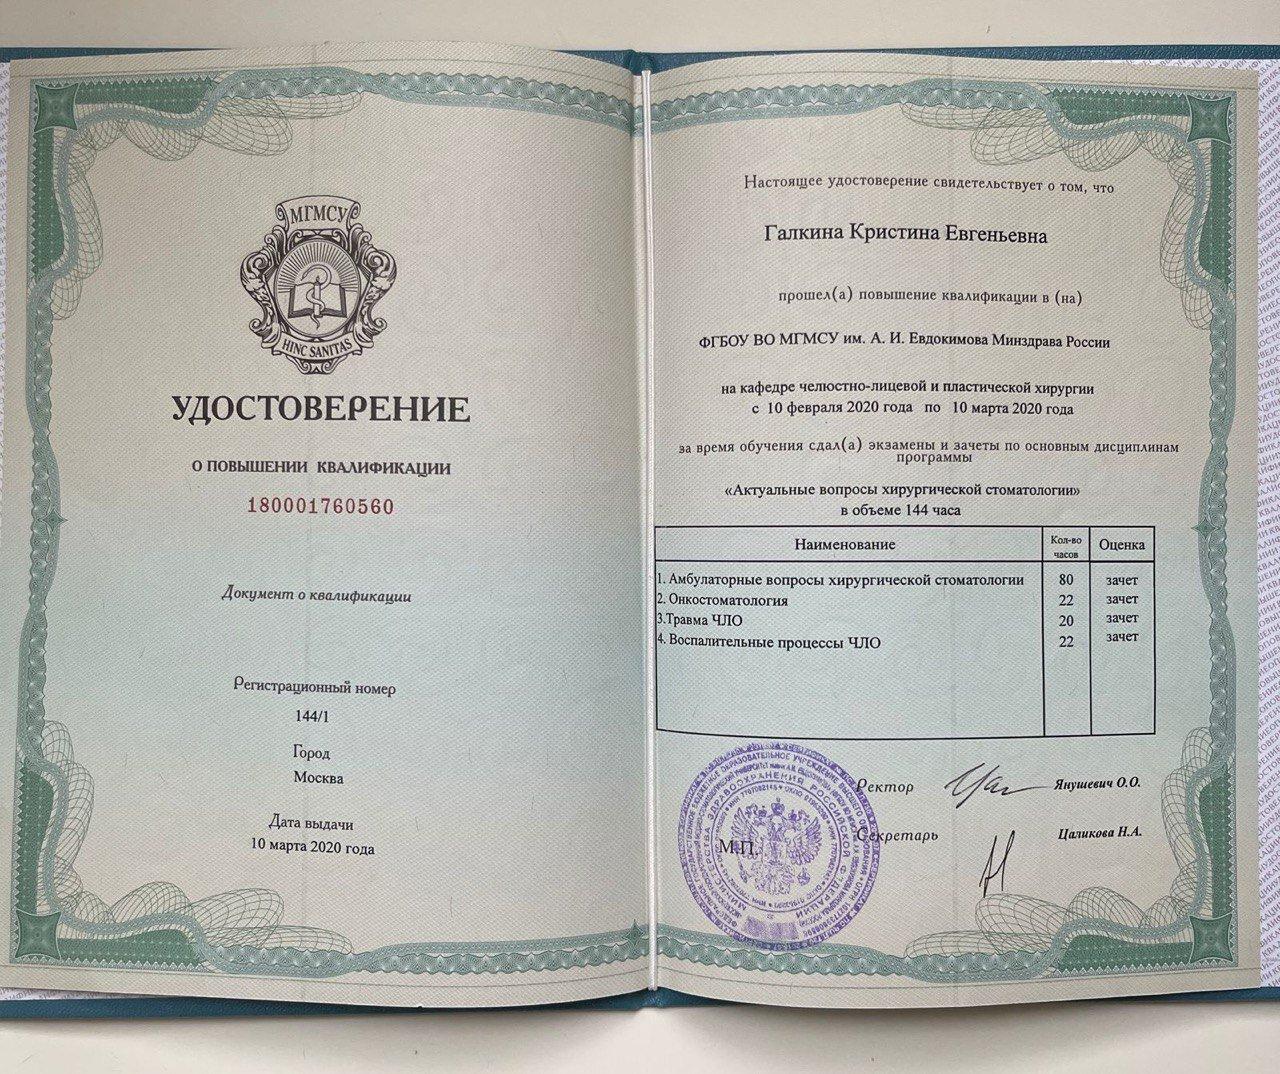 МГМСУ
HINC SANITAS
УДОСТОВЕРЕНИЕ
О ПОВЫШЕНИИ КВАЛИФИКАЦИИ
180001760560
Документ о квалификации
Регистрационный номер
144/1
Город
Москва
Дата выдачи
10 марта 2020 года
Настоящее удостоверение свидетельствует о том, что
Галкина Кристина Евгеньевна
прошел(а) повышение квалификации в (на)
ФГБОУ ВО МГМСУ им. А. И. Евдокимова Минздрава России
на кафедре челюстно-лицевой и пластической хирургии
с 10 февраля 2020 года по 10 марта 2020 года
за время обучения сдал(а) экзамены и зачеты по основным дисциплинам
программы
«Актуальные вопросы хирургической стоматологии»
в объеме 144 часа
Наименование Кол-во часов Оценка
1. Амбулаторные вопросы хирургической стоматологии 80 зачет
2. Онкостоматология 22 зачет
3.Травма ЧЛО 20 зачет
4. Воспалительные процессы ЧЛО 22 зачет
Ректор Янушевич О.О.
Секретарь Цаликова Н.А.
М.П.
МИНИСТЕРСТВА ЗДРАВООХРАНЕНИЯ РОССИЙСКОЙ ФЕДЕРАЦИИ